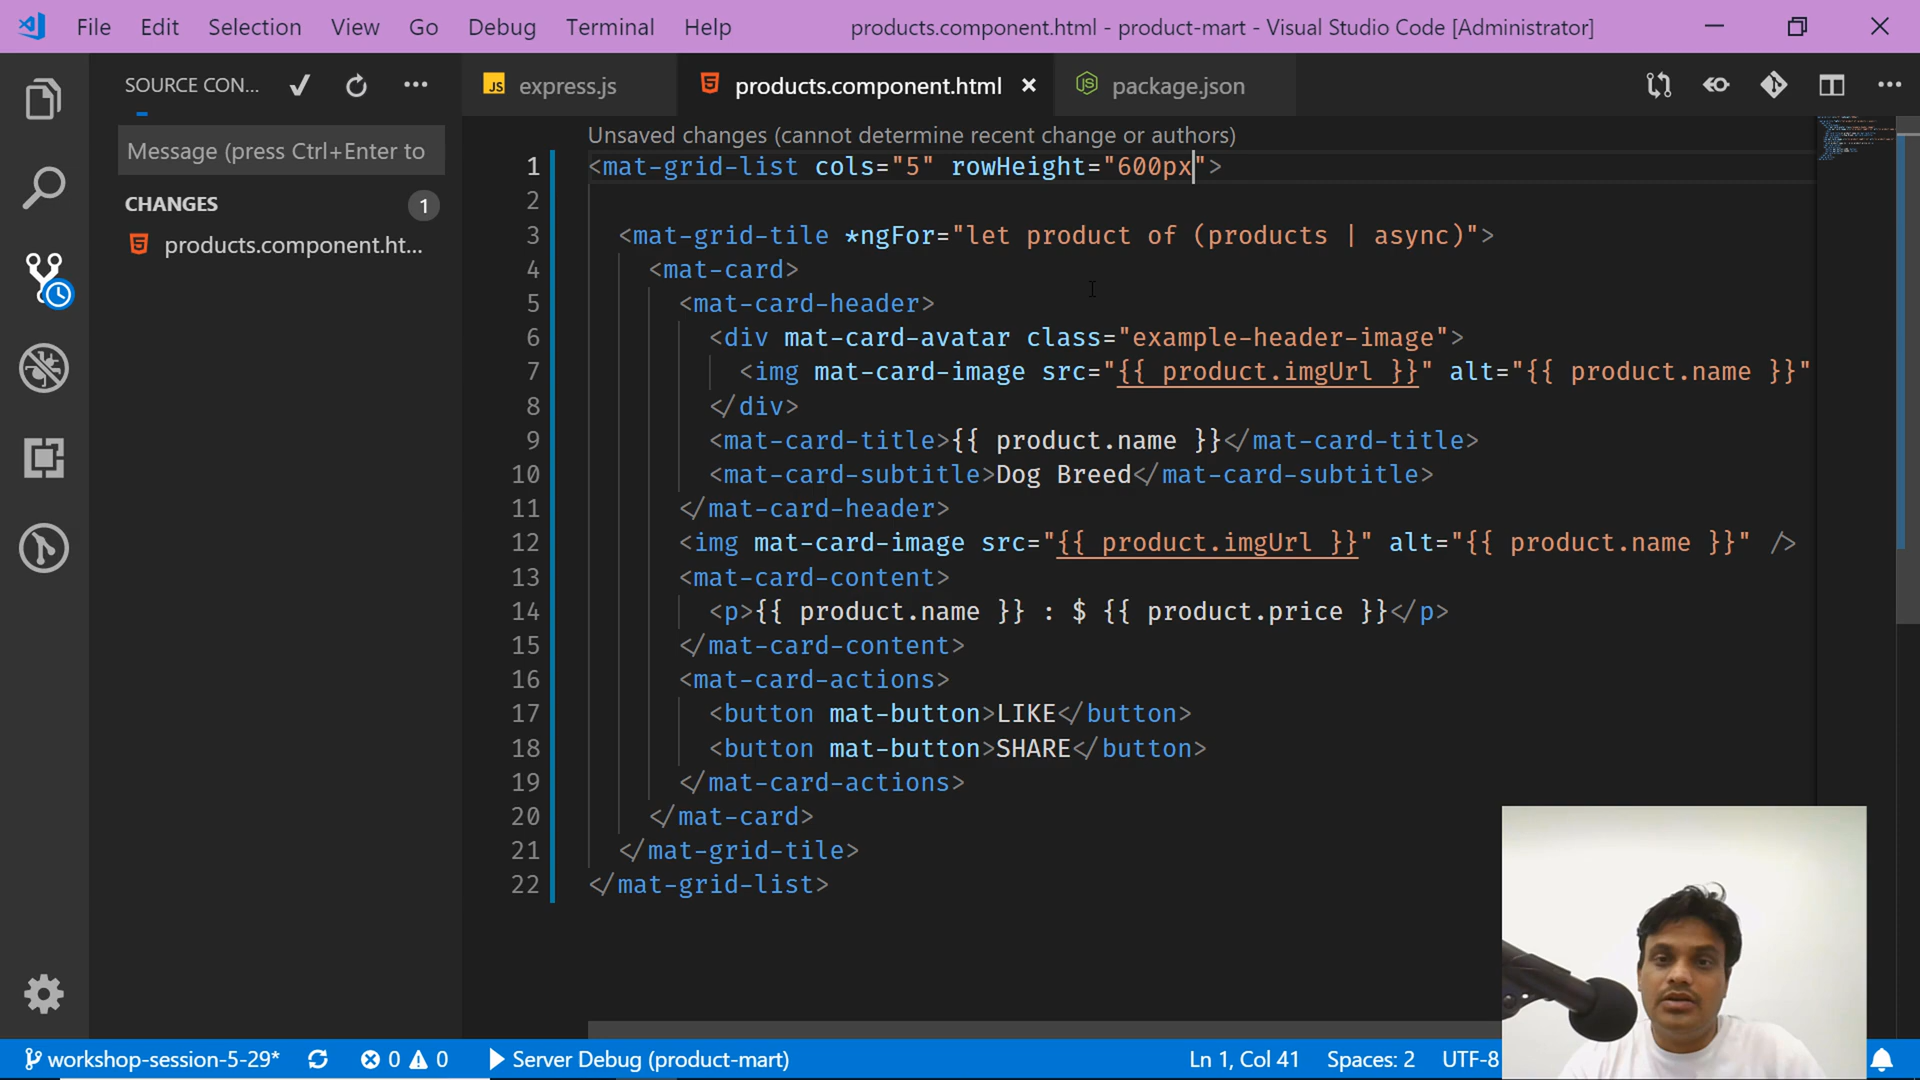 File Edit Selection View Go Debug Terminal Help products.component.html - product-mart - Visual Studio Code [Administrator]
SOURCE CON...
JS express.js
products.component.html
package.json
Message (press Ctrl+Enter to
CHANGES 1
products.component.ht...
Unsaved changes (cannot determine recent change or authors)
1 <mat-grid-list cols="5" rowHeight="600px">
2
3 <mat-grid-tile *ngFor="let product of (products | async)">
4 <mat-card>
5 <mat-card-header>
6 <div mat-card-avatar class="example-header-image">
7 <img mat-card-image src="{{ product.imgUrl }}" alt="{{ product.name }}"
8 </div>
9 <mat-card-title>{{ product.name }}</mat-card-title>
10 <mat-card-subtitle>Dog Breed</mat-card-subtitle>
11 </mat-card-header>
12 <img mat-card-image src="{{ product.imgUrl }}" alt="{{ product.name }}" />
13 <mat-card-content>
14 <p>{{ product.name }} : $ {{ product.price }}</p>
15 </mat-card-content>
16 <mat-card-actions>
17 <button mat-button>LIKE</button>
18 <button mat-button>SHARE</button>
19 </mat-card-actions>
20 </mat-card>
21 </mat-grid-tile>
22 </mat-grid-list>
workshop-session-5-29* 0 0 Server Debug (product-mart) Ln 1, Col 41 Spaces: 2 UTF-8